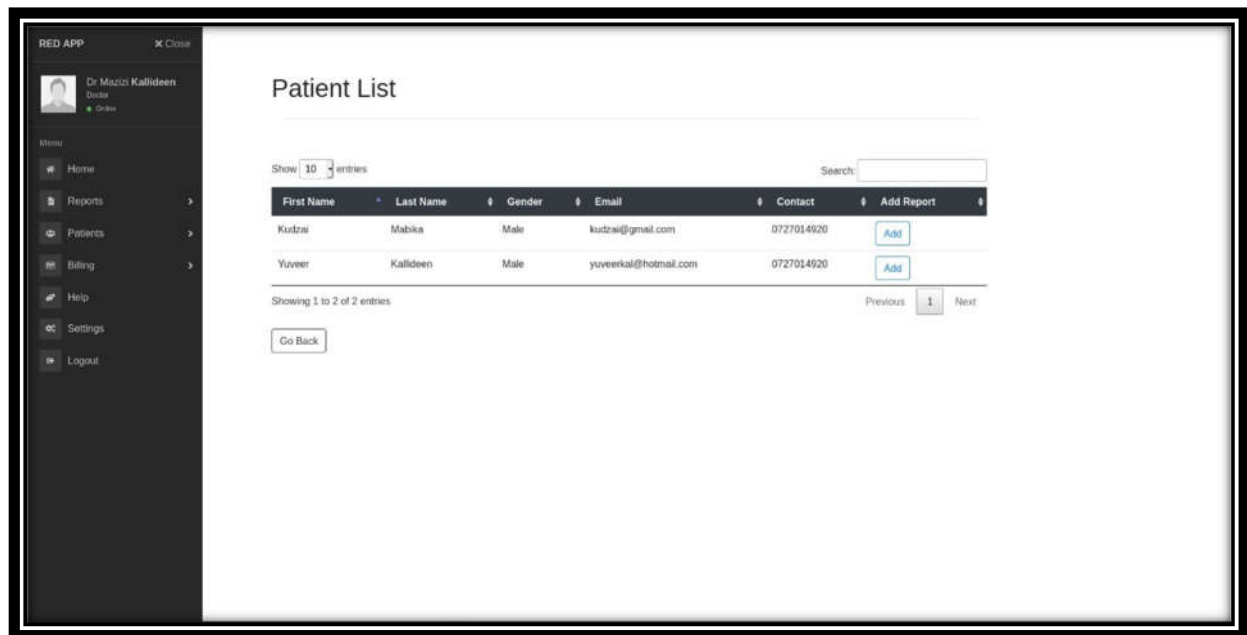 RED APP
Close
Dr Mazizi Kallideen
Doctor
Online
Menu
Home
Reports
Patients
Billing
Help
Settings
Logout
Patient List
Show 10 entries
Search:
First Name Last Name Gender Email Contact Add Report
Kudzai Mabika Male kudzai@gmail.com 0727014920 Add
Yuveer Kallideen Male yuveerkal@hotmail.com 0727014920 Add
Showing 1 to 2 of 2 entries
Previous 1 Next
Go Back